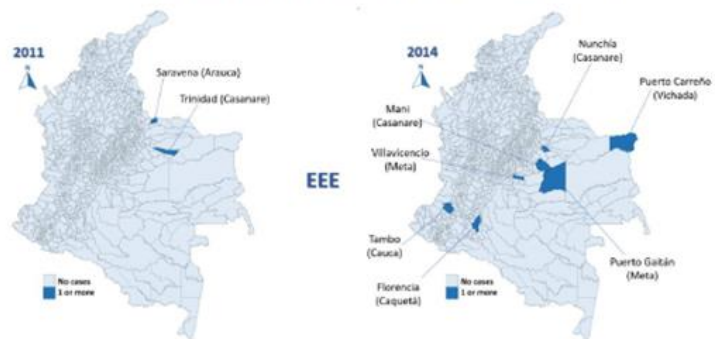 2011
N
Saravena (Arauca)
Trinidad (Casanare)
No cases
1 or more
EEE
2014
N
Nunchía
(Casanare)
Puerto Carreño
(Vichada)
Maní
(Casanare)
Villavicencio
(Meta)
Tambo
(Cauca)
Florencia
(Caquetá)
Puerto Gaitán
(Meta)
No cases
1 or more